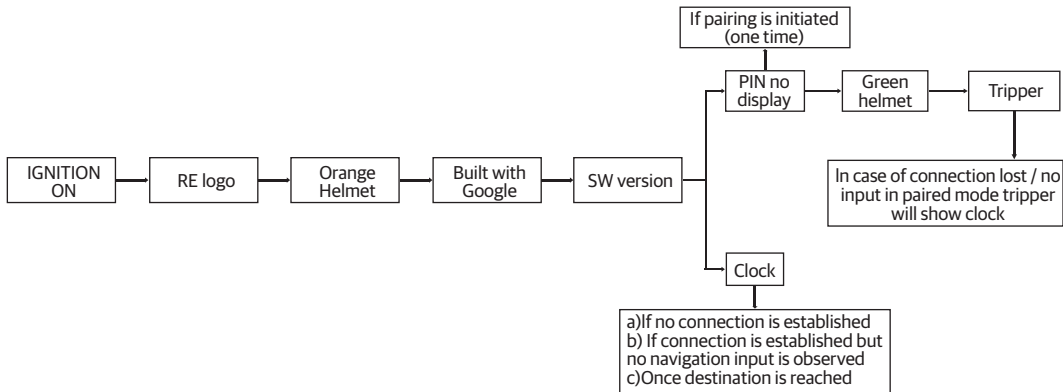 If pairing is initiated
(one time)
PIN no
display
Green
helmet
Tripper
IGNITION
ON
RE logo
Orange
Helmet
Built with
Google
SW version
In case of connection lost / no
input in paired mode tripper
will show clock
Clock
a)If no connection is established
b) If connection is established but
no navigation input is observed
c)Once destination is reached